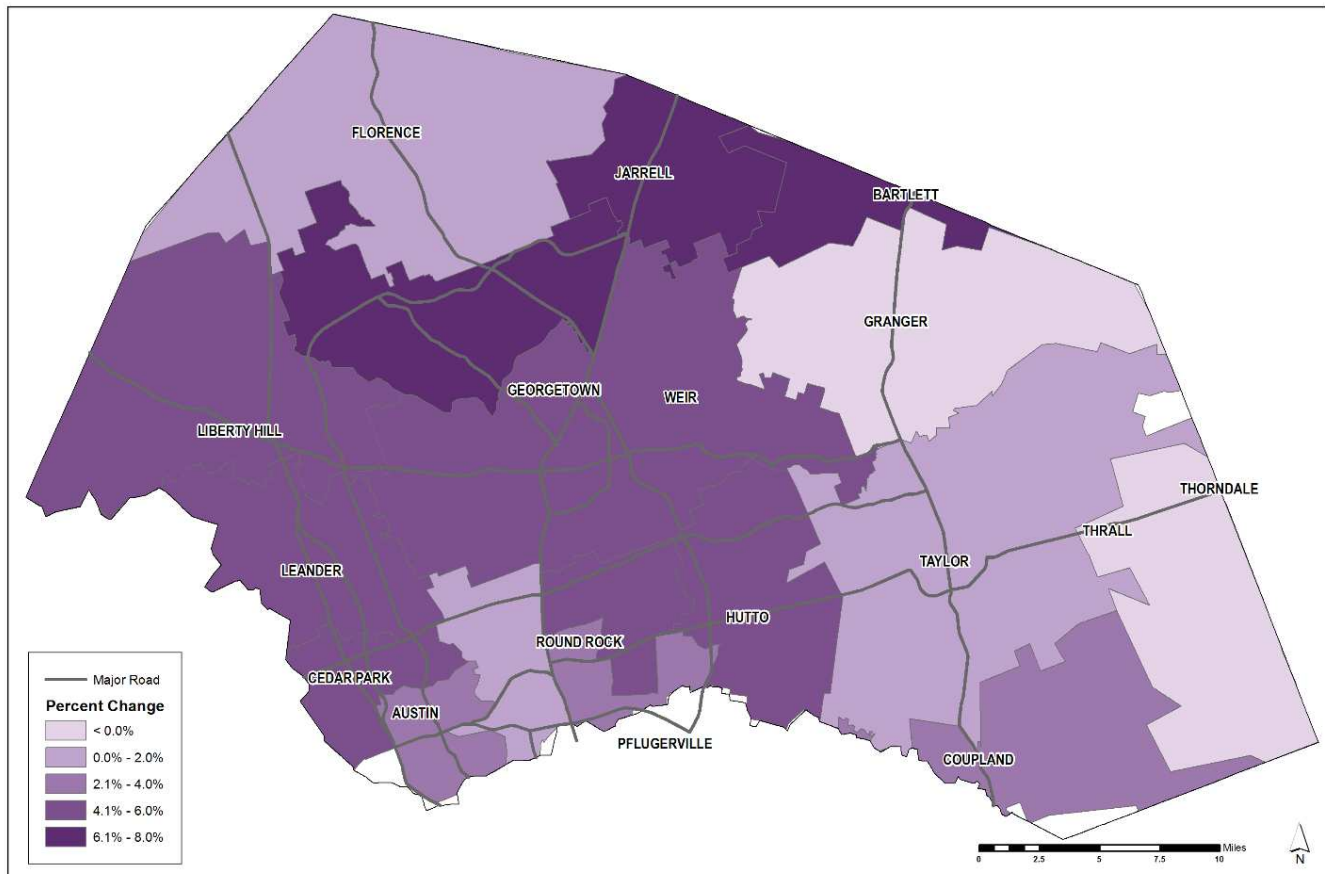 FLORENCE
JARRELL
BARTLETT
GRANGER
GEORGETOWN
WEIR
LIBERTY HILL
THORNDALE
THRALL
TAYLOR
LEANDER
HUTTO
ROUND ROCK
CEDAR PARK
AUSTIN
PFLUGERVILLE
COUPLAND
Major Road
Percent Change
< 0.0%
0.0% - 2.0%
2.1% - 4.0%
4.1% - 6.0%
6.1% - 8.0%
Miles
0 2.5 5 7.5 10
N